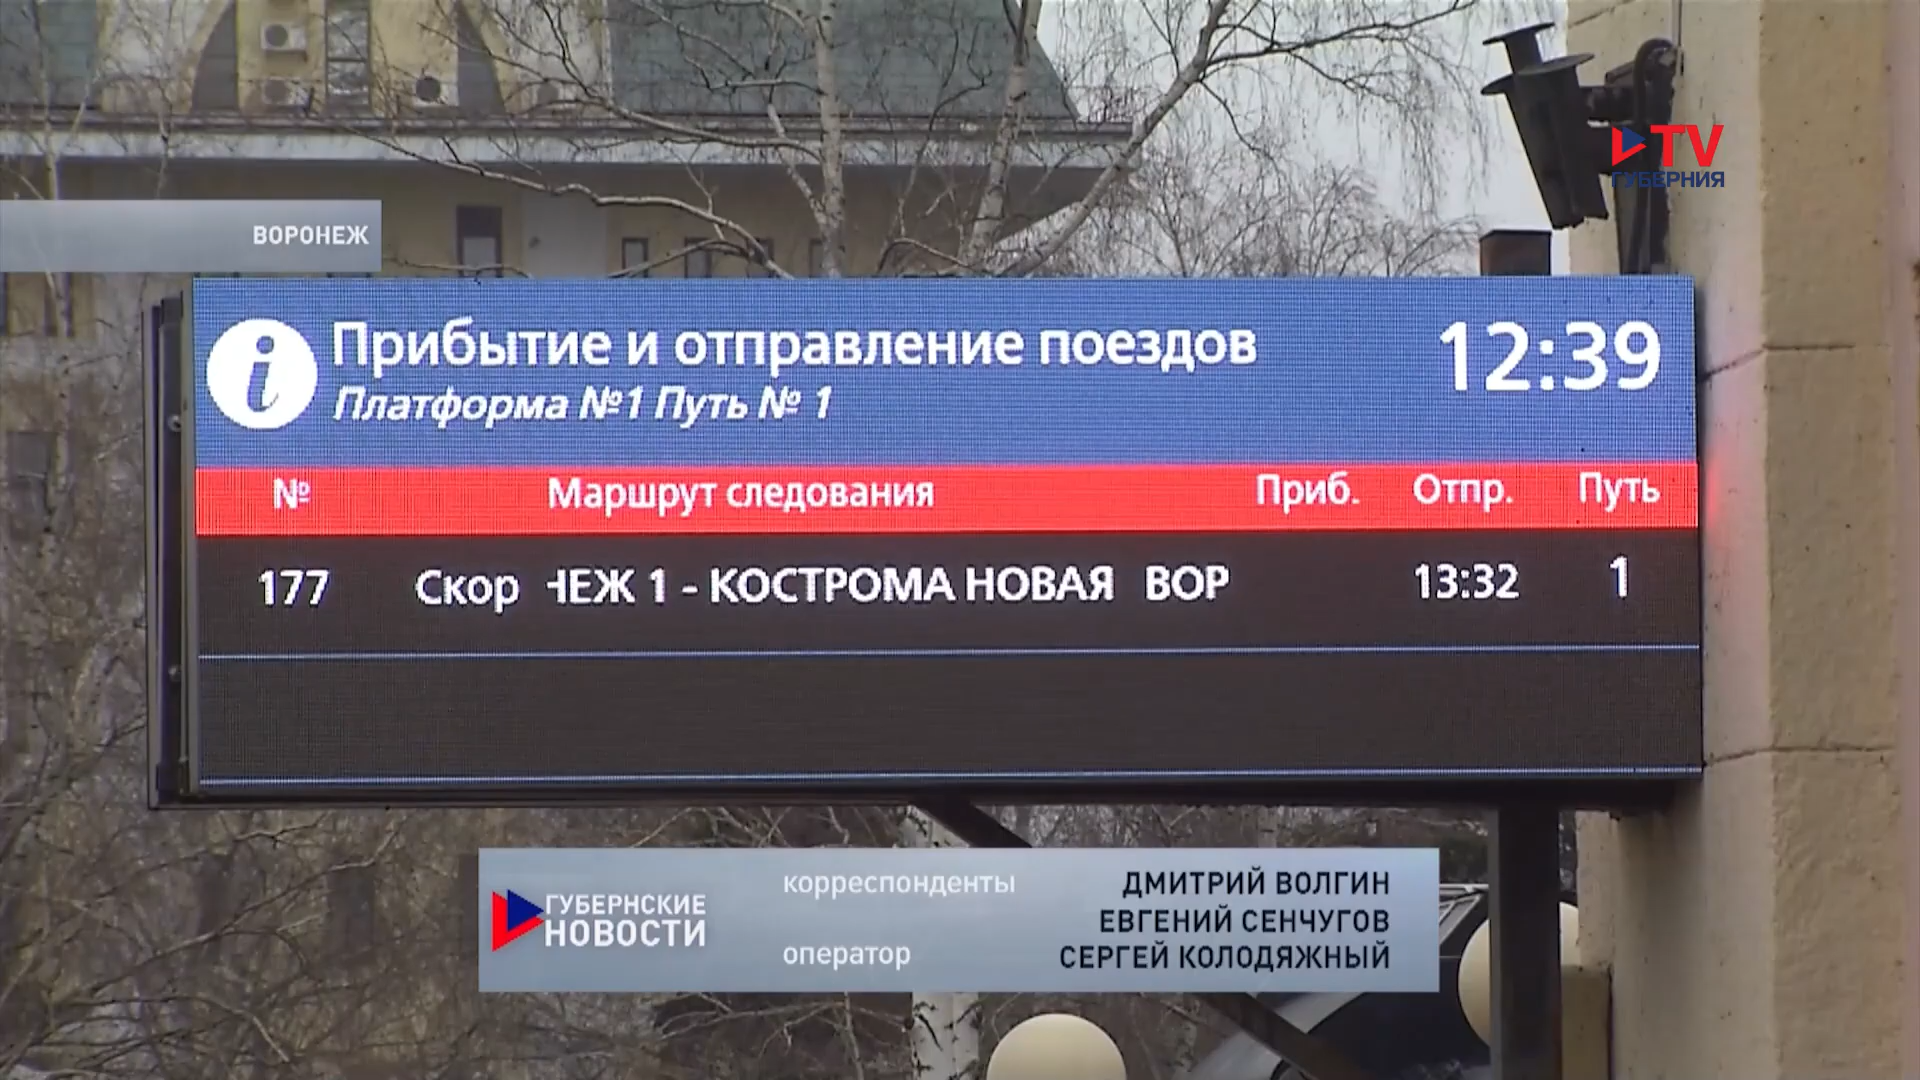 TV
ГУБЕРНИЯ
ВОРОНЕЖ
i Прибытие и отправление поездов 12:39
Платформа №1 Путь № 1
№ Маршрут следования Приб. Отпр. Путь
177 Скор НЕЖ 1 - КОСТРОМА НОВАЯ ВОР 13:32 1
ГУБЕРНСКИЕ
НОВОСТИ
корреспонденты ДМИТРИЙ ВОЛГИН
ЕВГЕНИЙ СЕНЧУГОВ
оператор СЕРГЕЙ КОЛОДЯЖНЫЙ